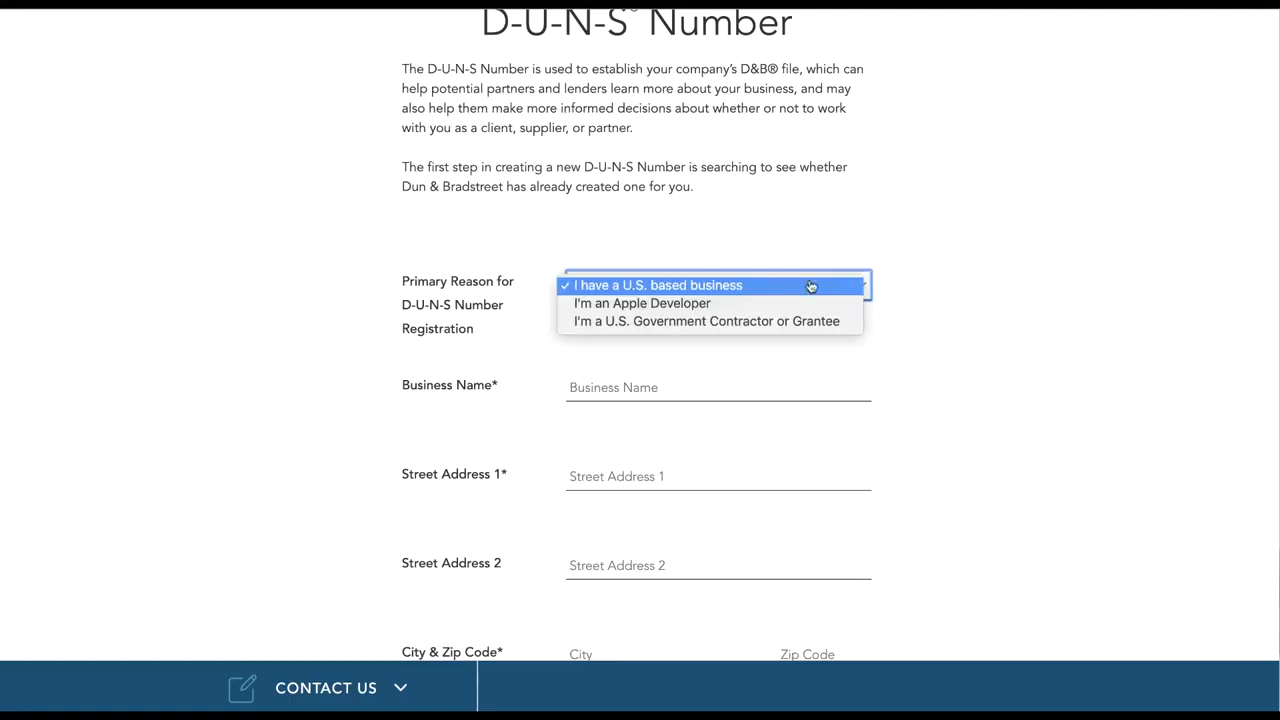 D-U-N-S® Number
The D-U-N-S Number is used to establish your company's D&B® file, which can
help potential partners and lenders learn more about your business, and may
also help them make more informed decisions about whether or not to work
with you as a client, supplier, or partner.
The first step in creating a new D-U-N-S Number is searching to see whether
Dun & Bradstreet has already created one for you.
Primary Reason for
D-U-N-S Number
Registration
✓ I have a U.S. based business
I'm an Apple Developer
I'm a U.S. Government Contractor or Grantee
Business Name*
Business Name
Street Address 1*
Street Address 1
Street Address 2
Street Address 2
City & Zip Code*
City
Zip Code
CONTACT US